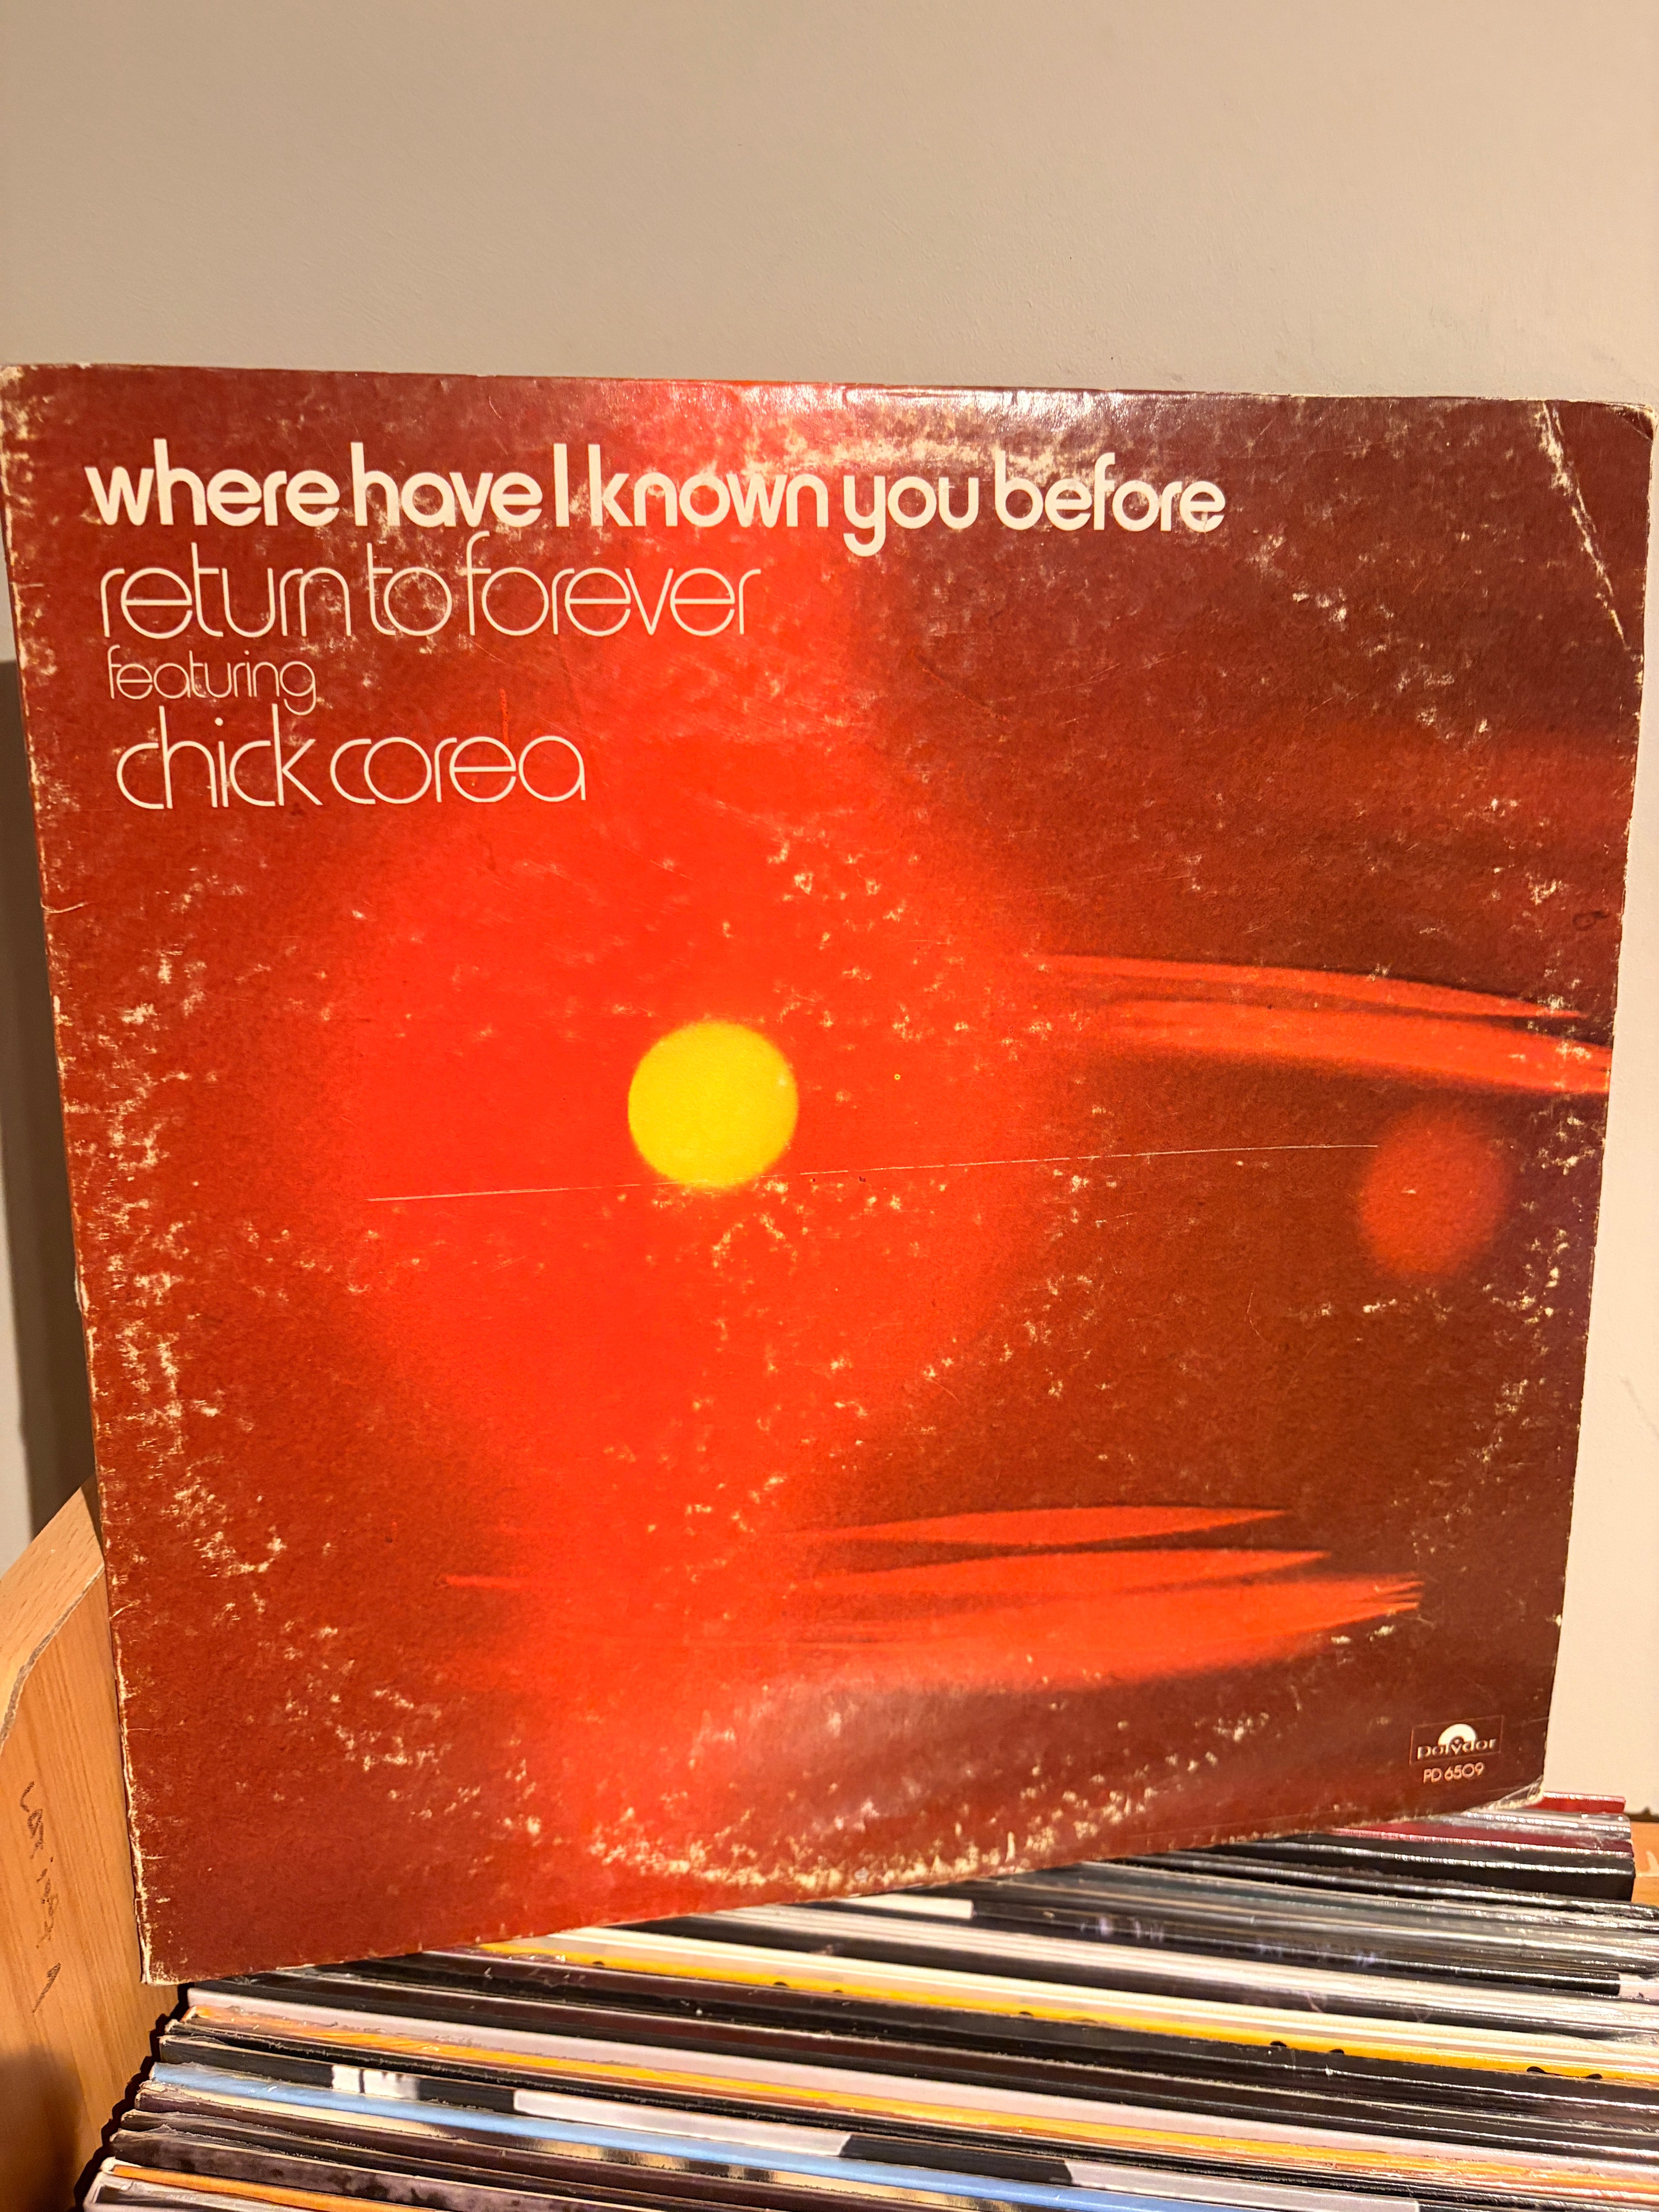 where have I known you before
return to forever
featuring
chick corea
polydor
PD 6509